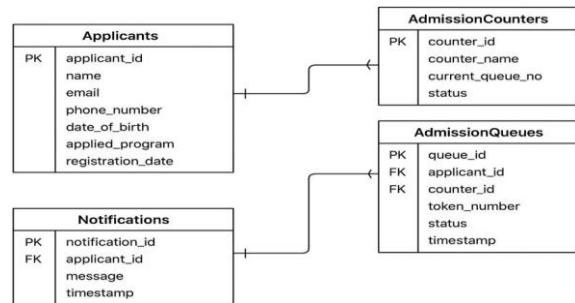 Applicants
PK applicant_id
name
email
phone_number
date_of_birth
applied_program
registration_date
AdmissionCounters
PK counter_id
counter_name
current_queue_no
status
AdmissionQueues
PK queue_id
FK applicant_id
FK counter_id
token_number
status
timestamp
Notifications
PK notification_id
FK applicant_id
message
timestamp